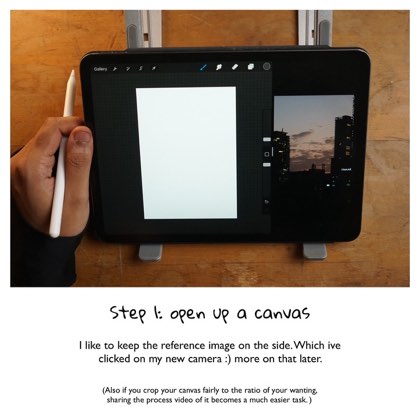 Gallery
Step 1: open up a canvas
I like to keep the reference image on the side. Which ive
clicked on my new camera :) more on that later.
(Also if you crop your canvas fairly to the ratio of your wanting,
sharing the process video of it becomes a much easier task. )